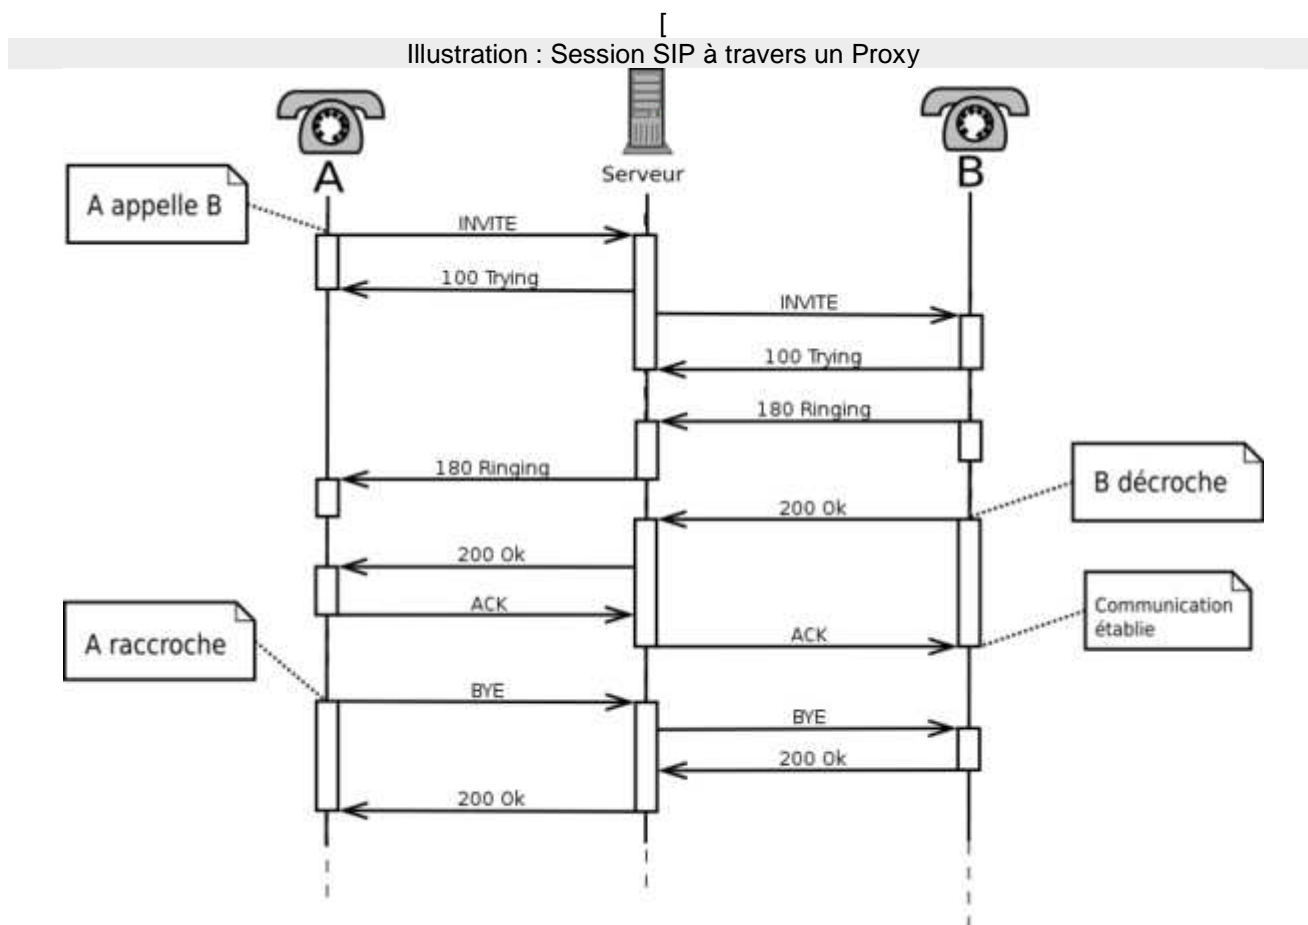 [
Illustration : Session SIP à travers un Proxy
A
Serveur
B
A appelle B
INVITE
100 Trying
INVITE
100 Trying
180 Ringing
180 Ringing
B décroche
200 Ok
200 Ok
ACK
Communication
établie
ACK
A raccroche
BYE
BYE
200 Ok
200 Ok